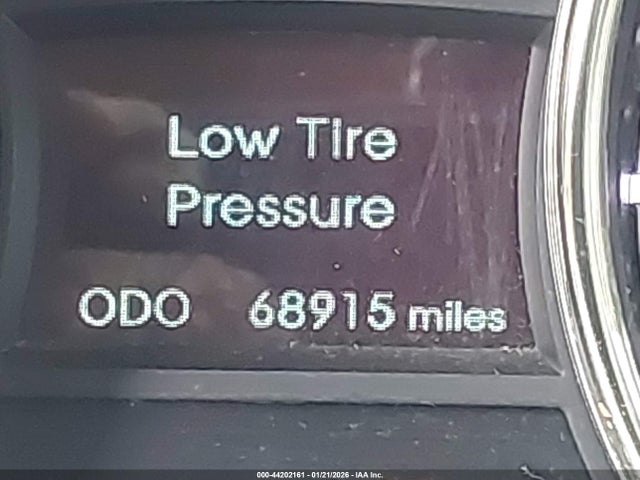 Low Tire
Pressure
ODO 68915 miles
000-44202161 - 01/21/2026 - IAA Inc.